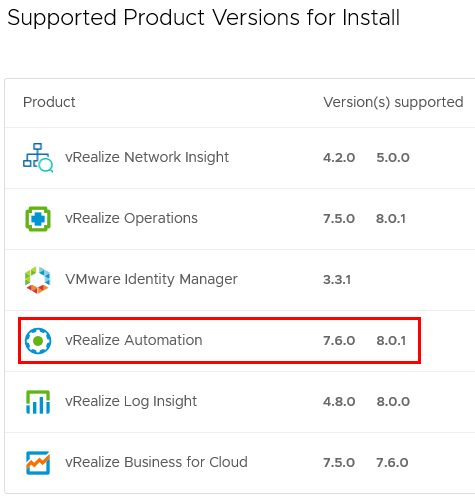 Supported Product Versions for Install
Product Version(s) supported
vRealize Network Insight 4.2.0 5.0.0
vRealize Operations 7.5.0 8.0.1
VMware Identity Manager 3.3.1
vRealize Automation 7.6.0 8.0.1
vRealize Log Insight 4.8.0 8.0.0
vRealize Business for Cloud 7.5.0 7.6.0